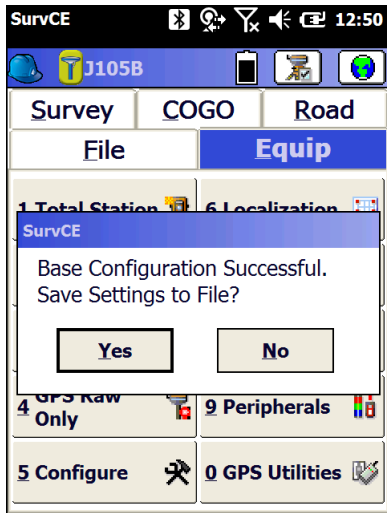 SurvCE 12:50
J105B
Survey COGO Road
File Equip
1 Total Station 6 Localization
SurvCE
Base Configuration Successful.
Save Settings to File?
Yes No
4 GPS Raw
Only
9 Peripherals
5 Configure 0 GPS Utilities